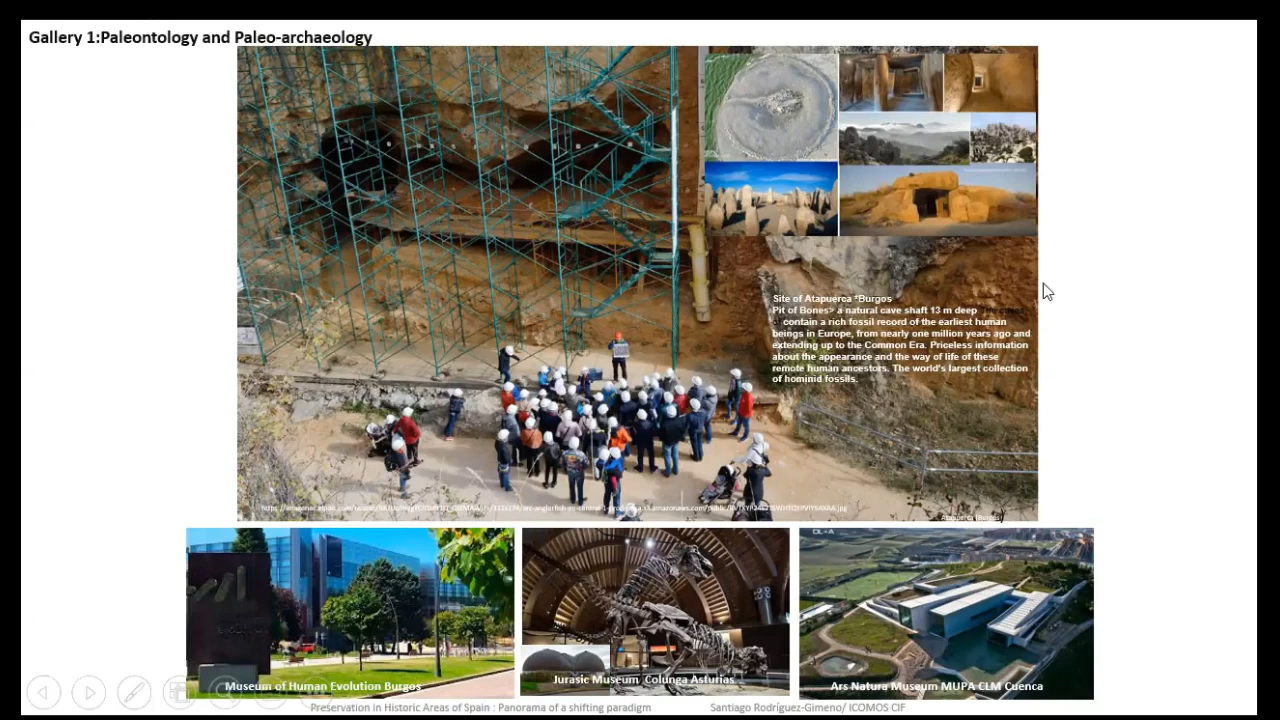 Gallery 1:Paleontology and Paleo-archaeology
Site of Atapuerca *Burgos
Pit of Bones> a natural cave shaft 13 m deep
contain a rich fossil record of the earliest human
beings in Europe, from nearly one million years ago and
extending up to the Common Era. Priceless information
about the appearance and the way of life of these
remote human ancestors. The world's largest collection
of hominid fossils.
Atapuerca (Burgos)
Museum of Human Evolution Burgos
Jurasic Museum Colunga Asturias
Ars Natura Museum MUPA CLM Cuenca
Preservation in Historic Areas of Spain : Panorama of a shifting paradigm
Santiago Rodríguez-Gimeno/ ICOMOS CIF